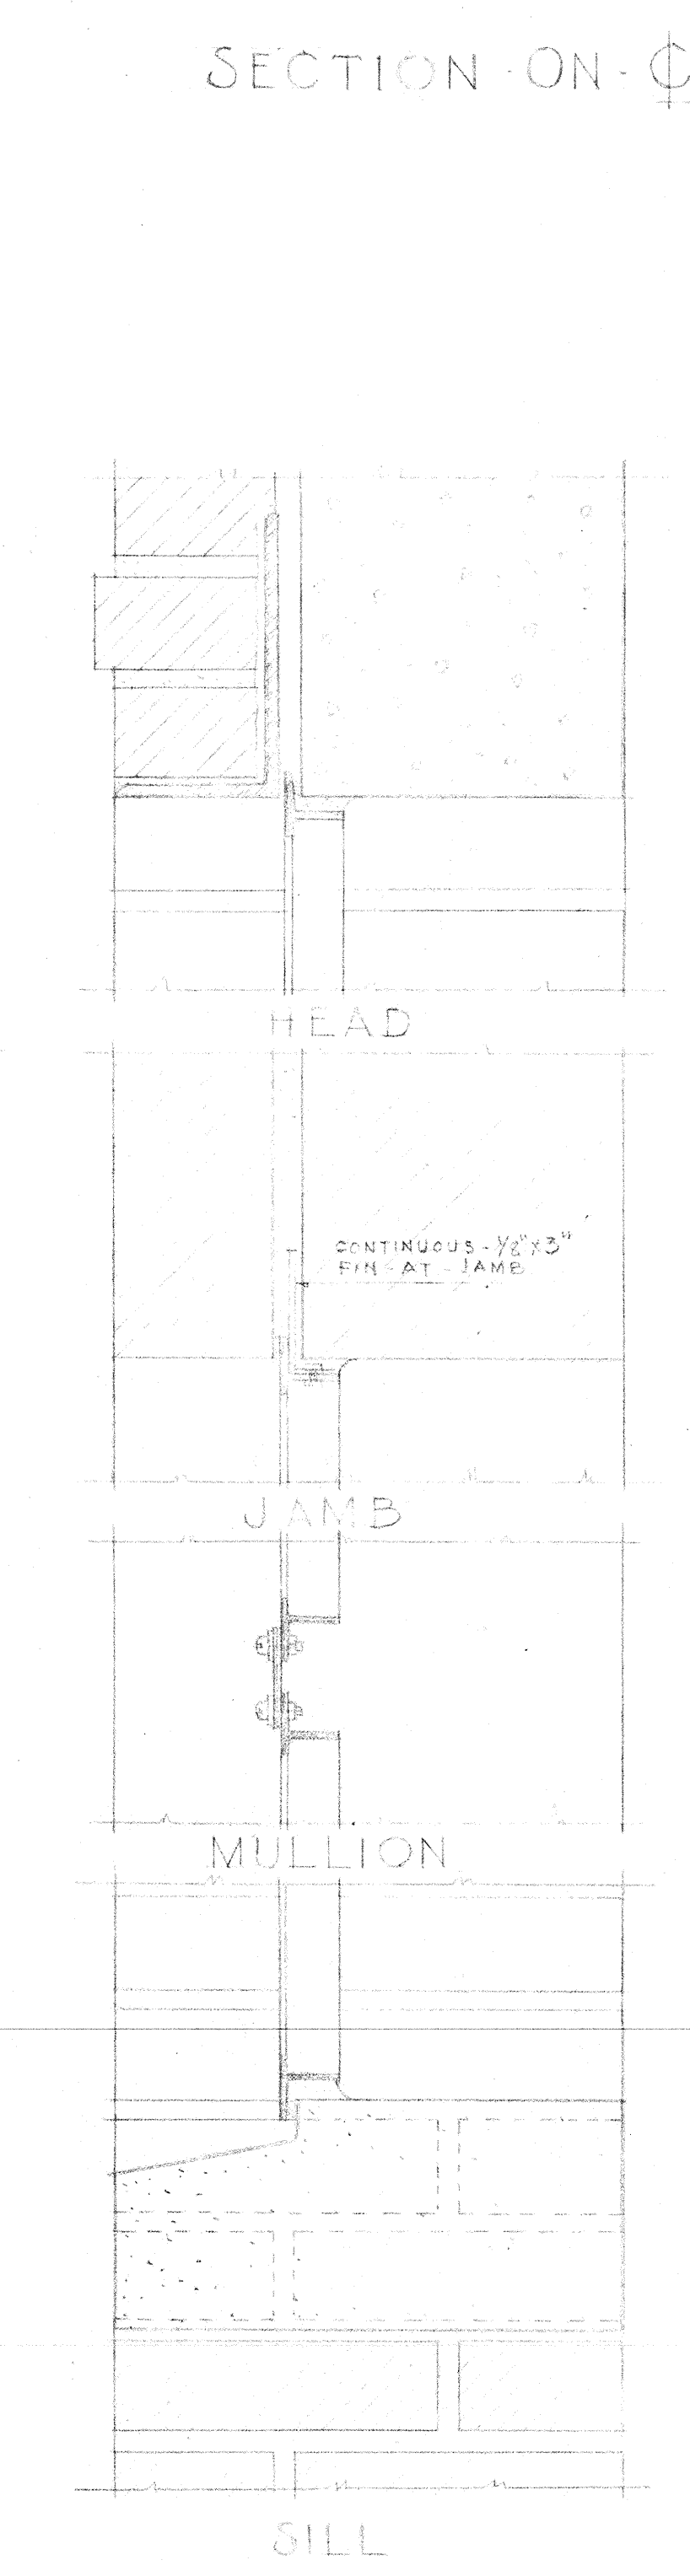 SECTION - ON - ℄
HEAD
CONTINUOUS - 1/8" x 3"
FIN - AT - JAMB
JAMB
MULLION
SILL